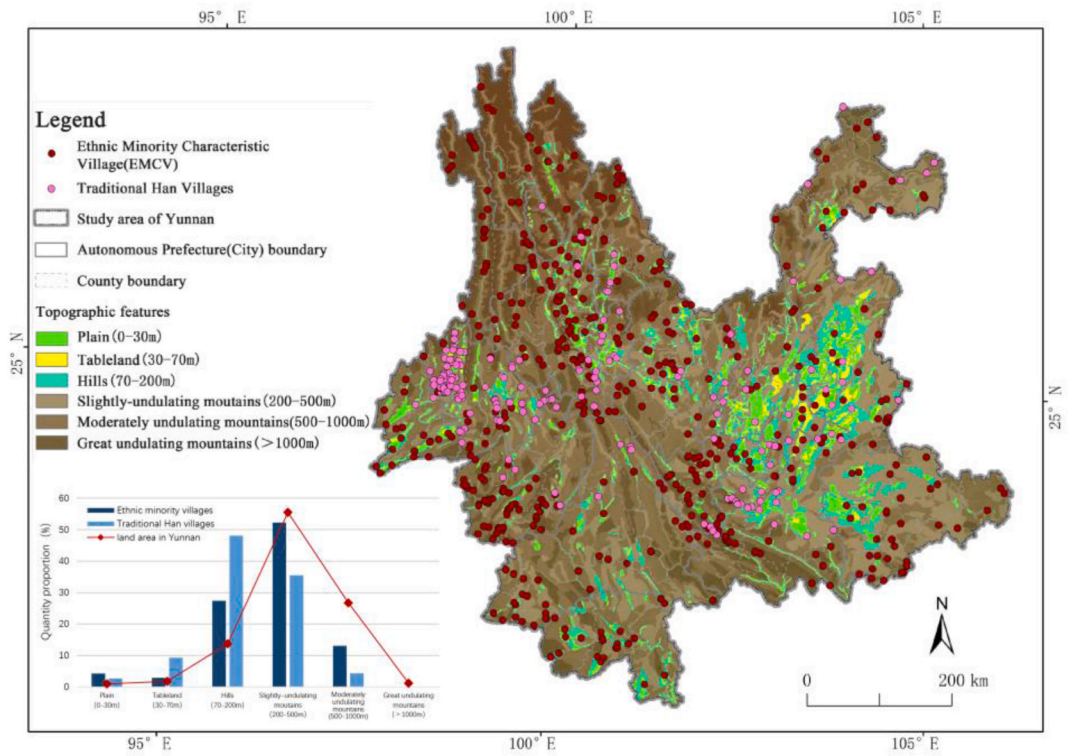 95° E 100° E 105° E
Legend
Ethnic Minority Characteristic
Village(EMCV)
Traditional Han Villages
Study area of Yunnan
Autonomous Prefecture(City) boundary
County boundary
Topographic features
Plain(0-30m)
Tableland(30-70m)
Hills(70-200m)
Slightly-undulating moutains(200-500m)
Moderately undulating mountains(500-1000m)
Great undulating mountains(>1000m)
25° N
25° N
60
50
40
30
20
10
0
Quantity proportion (%)
Ethnic minority villages
Traditional Han villages
land area in Yunnan
Plain
(0-30m)
Tableland
(30-70m)
Hills
(70-200m)
Slightly-undulating
moutains
(200-500m)
Moderately
undulating
mountains
(500-1000m)
Great undulating
mountains
(>1000m)
N
0 200 km
95° E 100° E 105° E